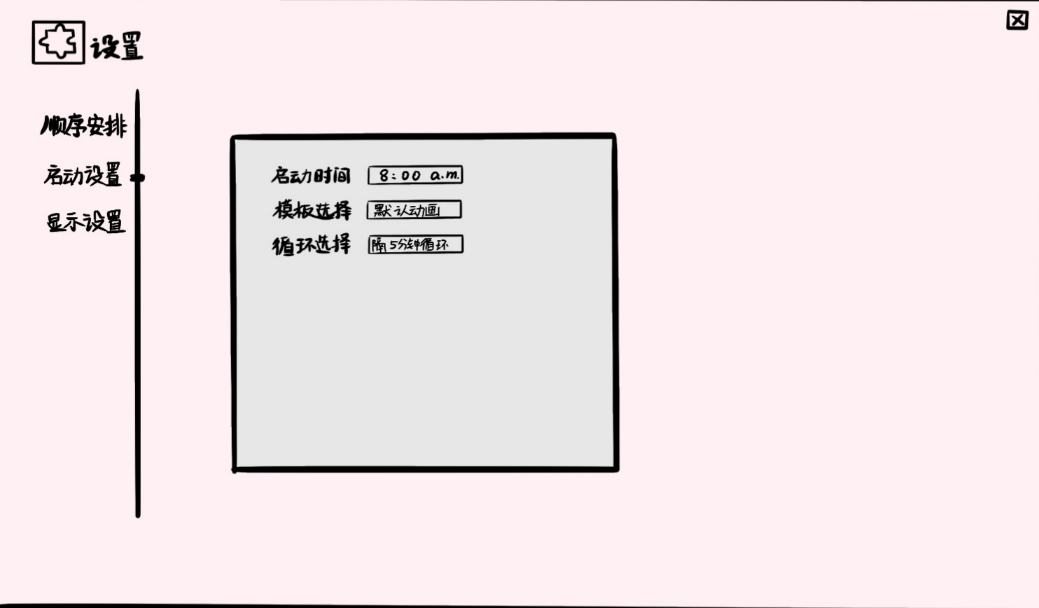 设置
顺序安排
启动设置
显示设置
启动时间 8:00 a.m.
模板选择 默认动画
循环选择 隔5分钟循环